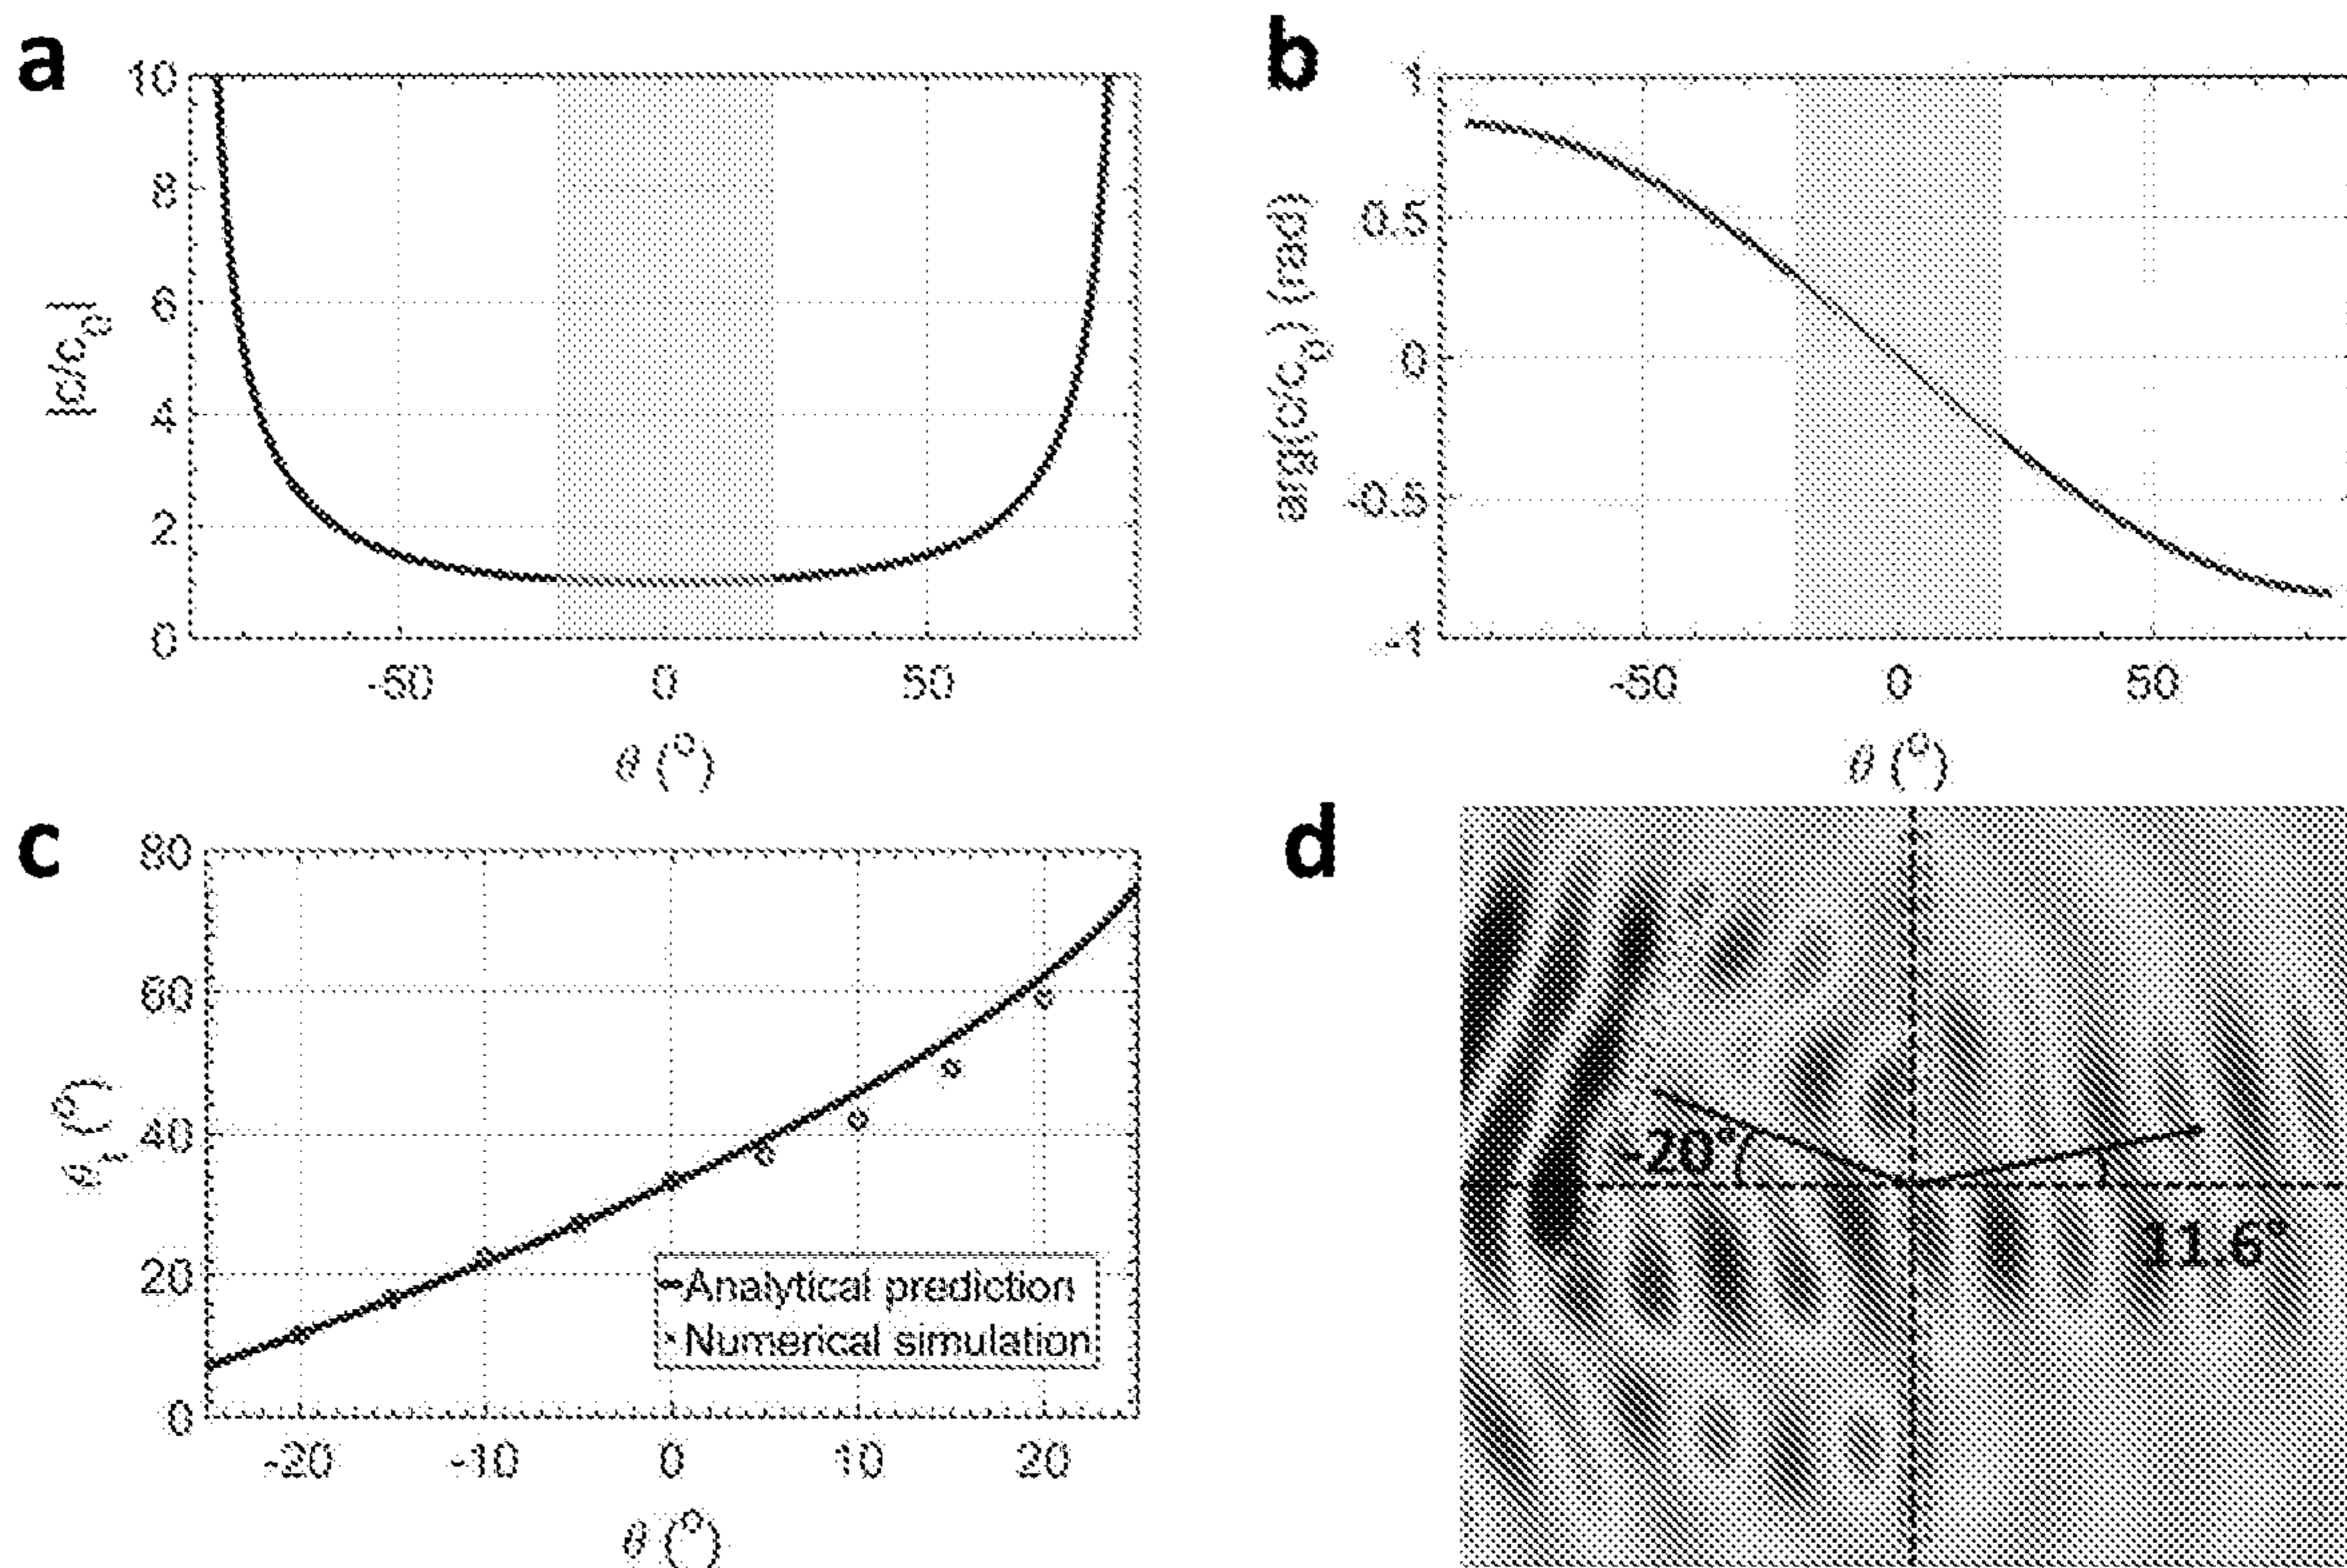 a
10
8
6
4
2
0
|c/c0|
-50
0
50
θ (°)
b
1
0.5
0
-0.5
-1
arg(c/c0) (rad)
-50
0
50
θ (°)
c
80
60
40
20
0
θt (°)
Analytical prediction
Numerical simulation
-20
-10
0
10
20
θ (°)
d
-20°
11.6°